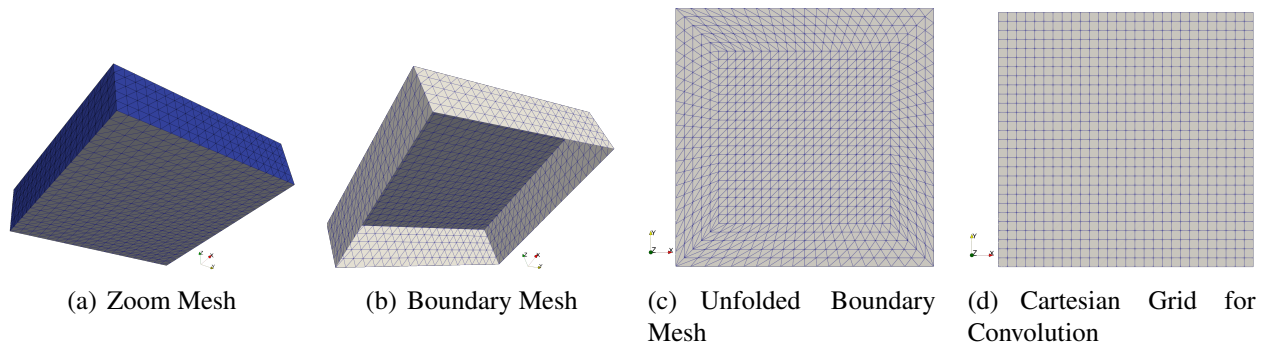 (a) Zoom Mesh
(b) Boundary Mesh
(c) Unfolded Boundary
Mesh
(d) Cartesian Grid for
Convolution